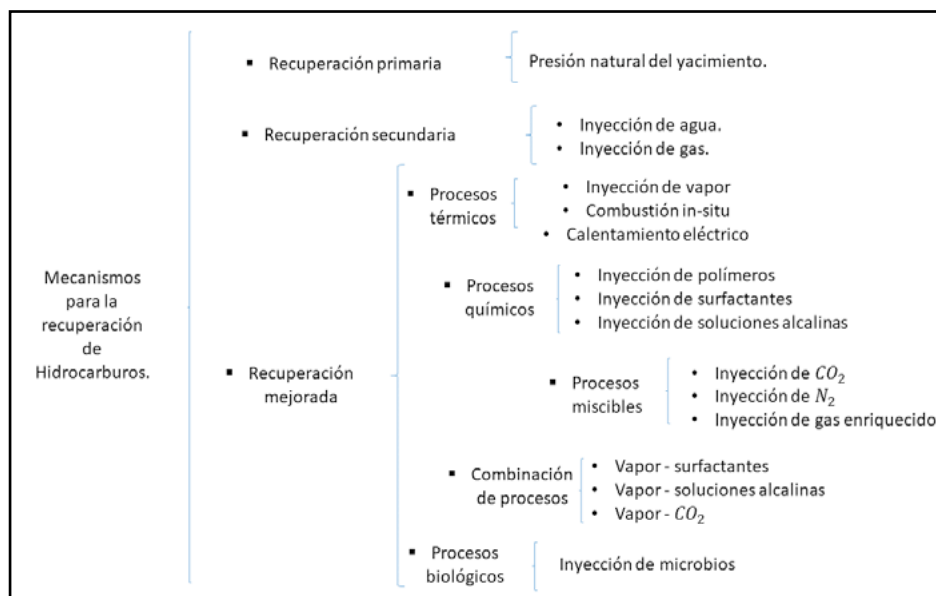 Mecanismos
para la
recuperación
de
Hidrocarburos.
▪ Recuperación primaria
Presión natural del yacimiento.
▪ Recuperación secundaria
• Inyección de agua.
• Inyección de gas.
▪ Recuperación
mejorada
▪ Procesos
térmicos
• Inyección de vapor
• Combustión in-situ
• Calentamiento eléctrico
▪ Procesos
químicos
• Inyección de polímeros
• Inyección de surfactantes
• Inyección de soluciones alcalinas
▪ Procesos
miscibles
• Inyección de CO₂
• Inyección de N₂
• Inyección de gas enriquecido
▪ Combinación
de procesos
• Vapor - surfactantes
• Vapor - soluciones alcalinas
• Vapor - CO₂
▪ Procesos
biológicos
Inyección de microbios